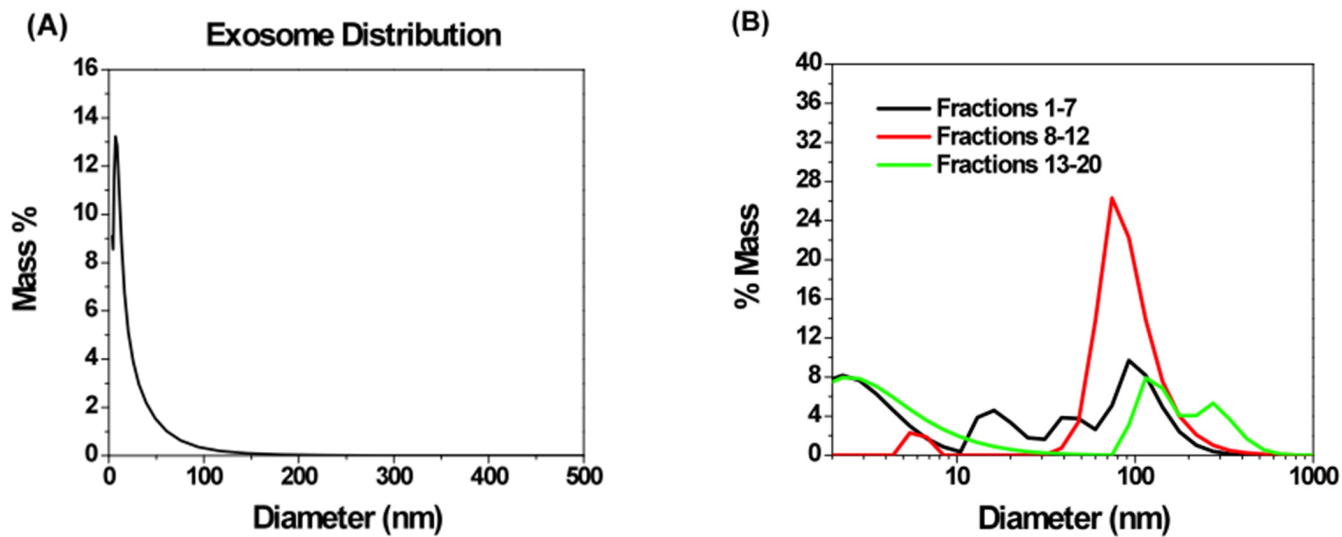 (A)
Exosome Distribution
16
14
12
10
8
6
4
2
0
Mass %
0 100 200 300 400 500
Diameter (nm)
(B)
40
36
32
28
24
20
16
12
8
4
0
% Mass
Fractions 1-7
Fractions 8-12
Fractions 13-20
10 100 1000
Diameter (nm)